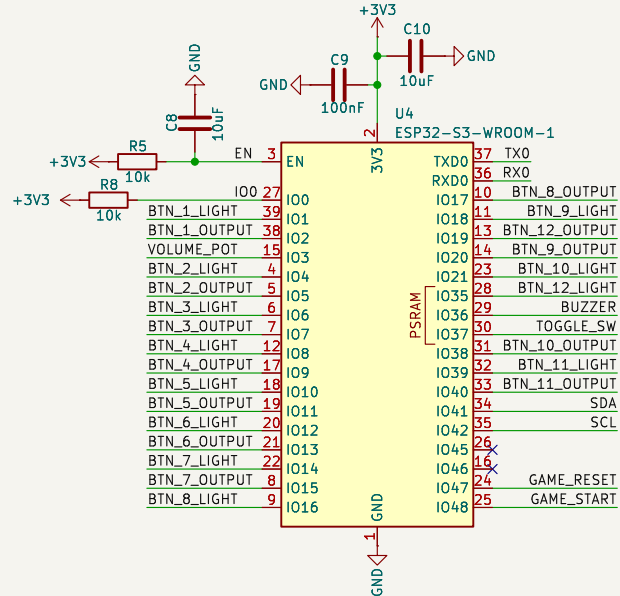 +3V3
C10
GND
10uF
C9
GND
100nF
GND
C8
10uF
U4
ESP32-S3-WROOM-1
2
3V3
+3V3
R5
10k
EN
3
EN
+3V3
R8
10k
IO0
27
IO0
BTN_1_LIGHT
39
IO1
BTN_1_OUTPUT
38
IO2
VOLUME_POT
15
IO3
BTN_2_LIGHT
4
IO4
BTN_2_OUTPUT
5
IO5
BTN_3_LIGHT
6
IO6
BTN_3_OUTPUT
7
IO7
BTN_4_LIGHT
12
IO8
BTN_4_OUTPUT
17
IO9
BTN_5_LIGHT
18
IO10
BTN_5_OUTPUT
19
IO11
BTN_6_LIGHT
20
IO12
BTN_6_OUTPUT
21
IO13
BTN_7_LIGHT
22
IO14
BTN_7_OUTPUT
8
IO15
BTN_8_LIGHT
9
IO16
TXD0
37
TX0
RXD0
36
RX0
IO17
10
BTN_8_OUTPUT
IO18
11
BTN_9_LIGHT
IO19
13
BTN_12_OUTPUT
IO20
14
BTN_9_OUTPUT
IO21
23
BTN_10_LIGHT
PSRAM
IO35
28
BTN_12_LIGHT
IO36
29
BUZZER
IO37
30
TOGGLE_SW
IO38
31
BTN_10_OUTPUT
IO39
32
BTN_11_LIGHT
IO40
33
BTN_11_OUTPUT
IO41
34
SDA
IO42
35
SCL
IO45
26
IO46
16
IO47
24
GAME_RESET
IO48
25
GAME_START
GND
1
GND